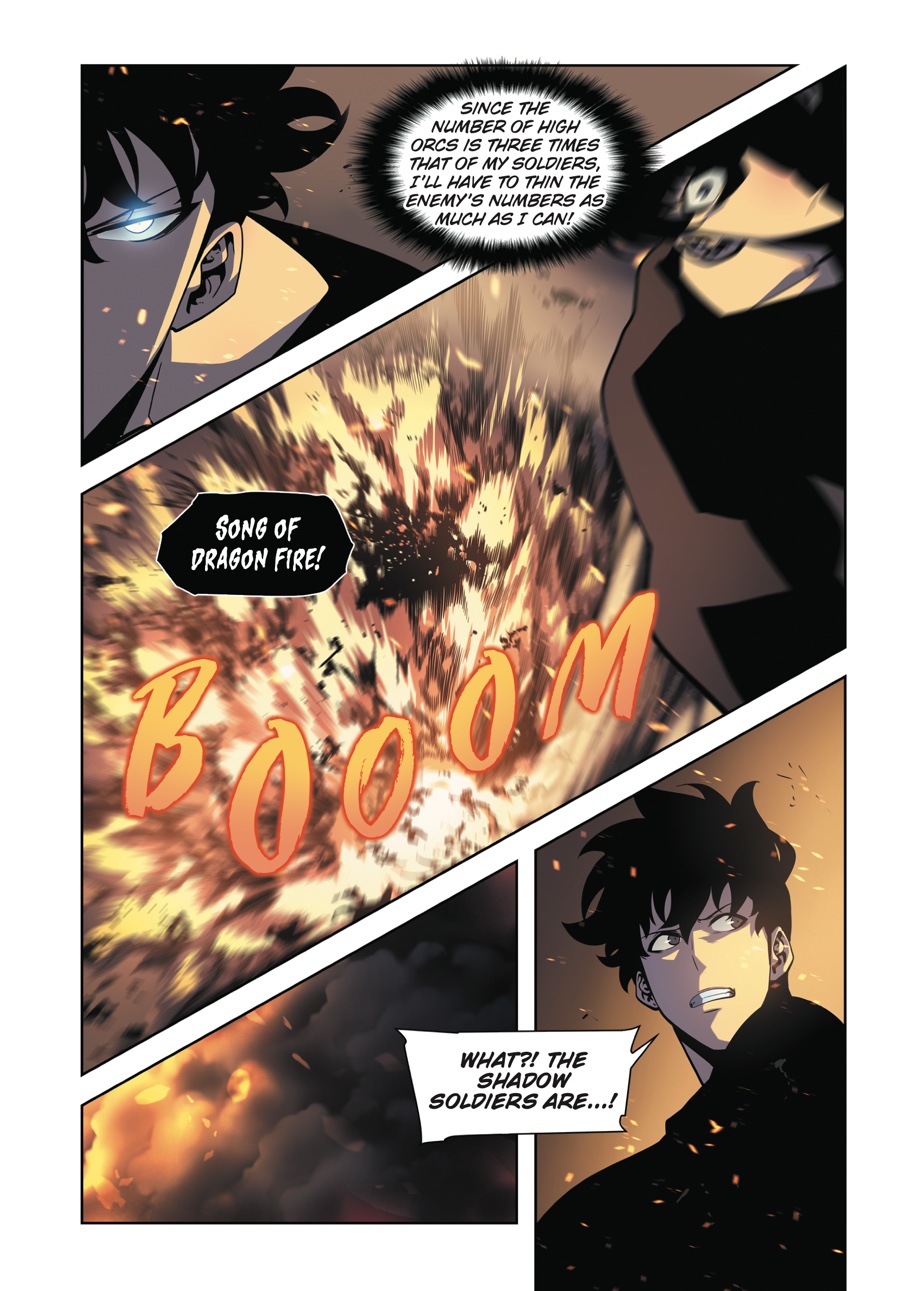 SINCE THE
NUMBER OF HIGH
ORCS IS THREE TIMES
THAT OF MY SOLDIERS,
I'LL HAVE TO THIN THE
ENEMY'S NUMBERS AS
MUCH AS I CAN!
SONG OF
DRAGON FIRE!
BOOOM
WHAT?! THE
SHADOW
SOLDIERS ARE...!